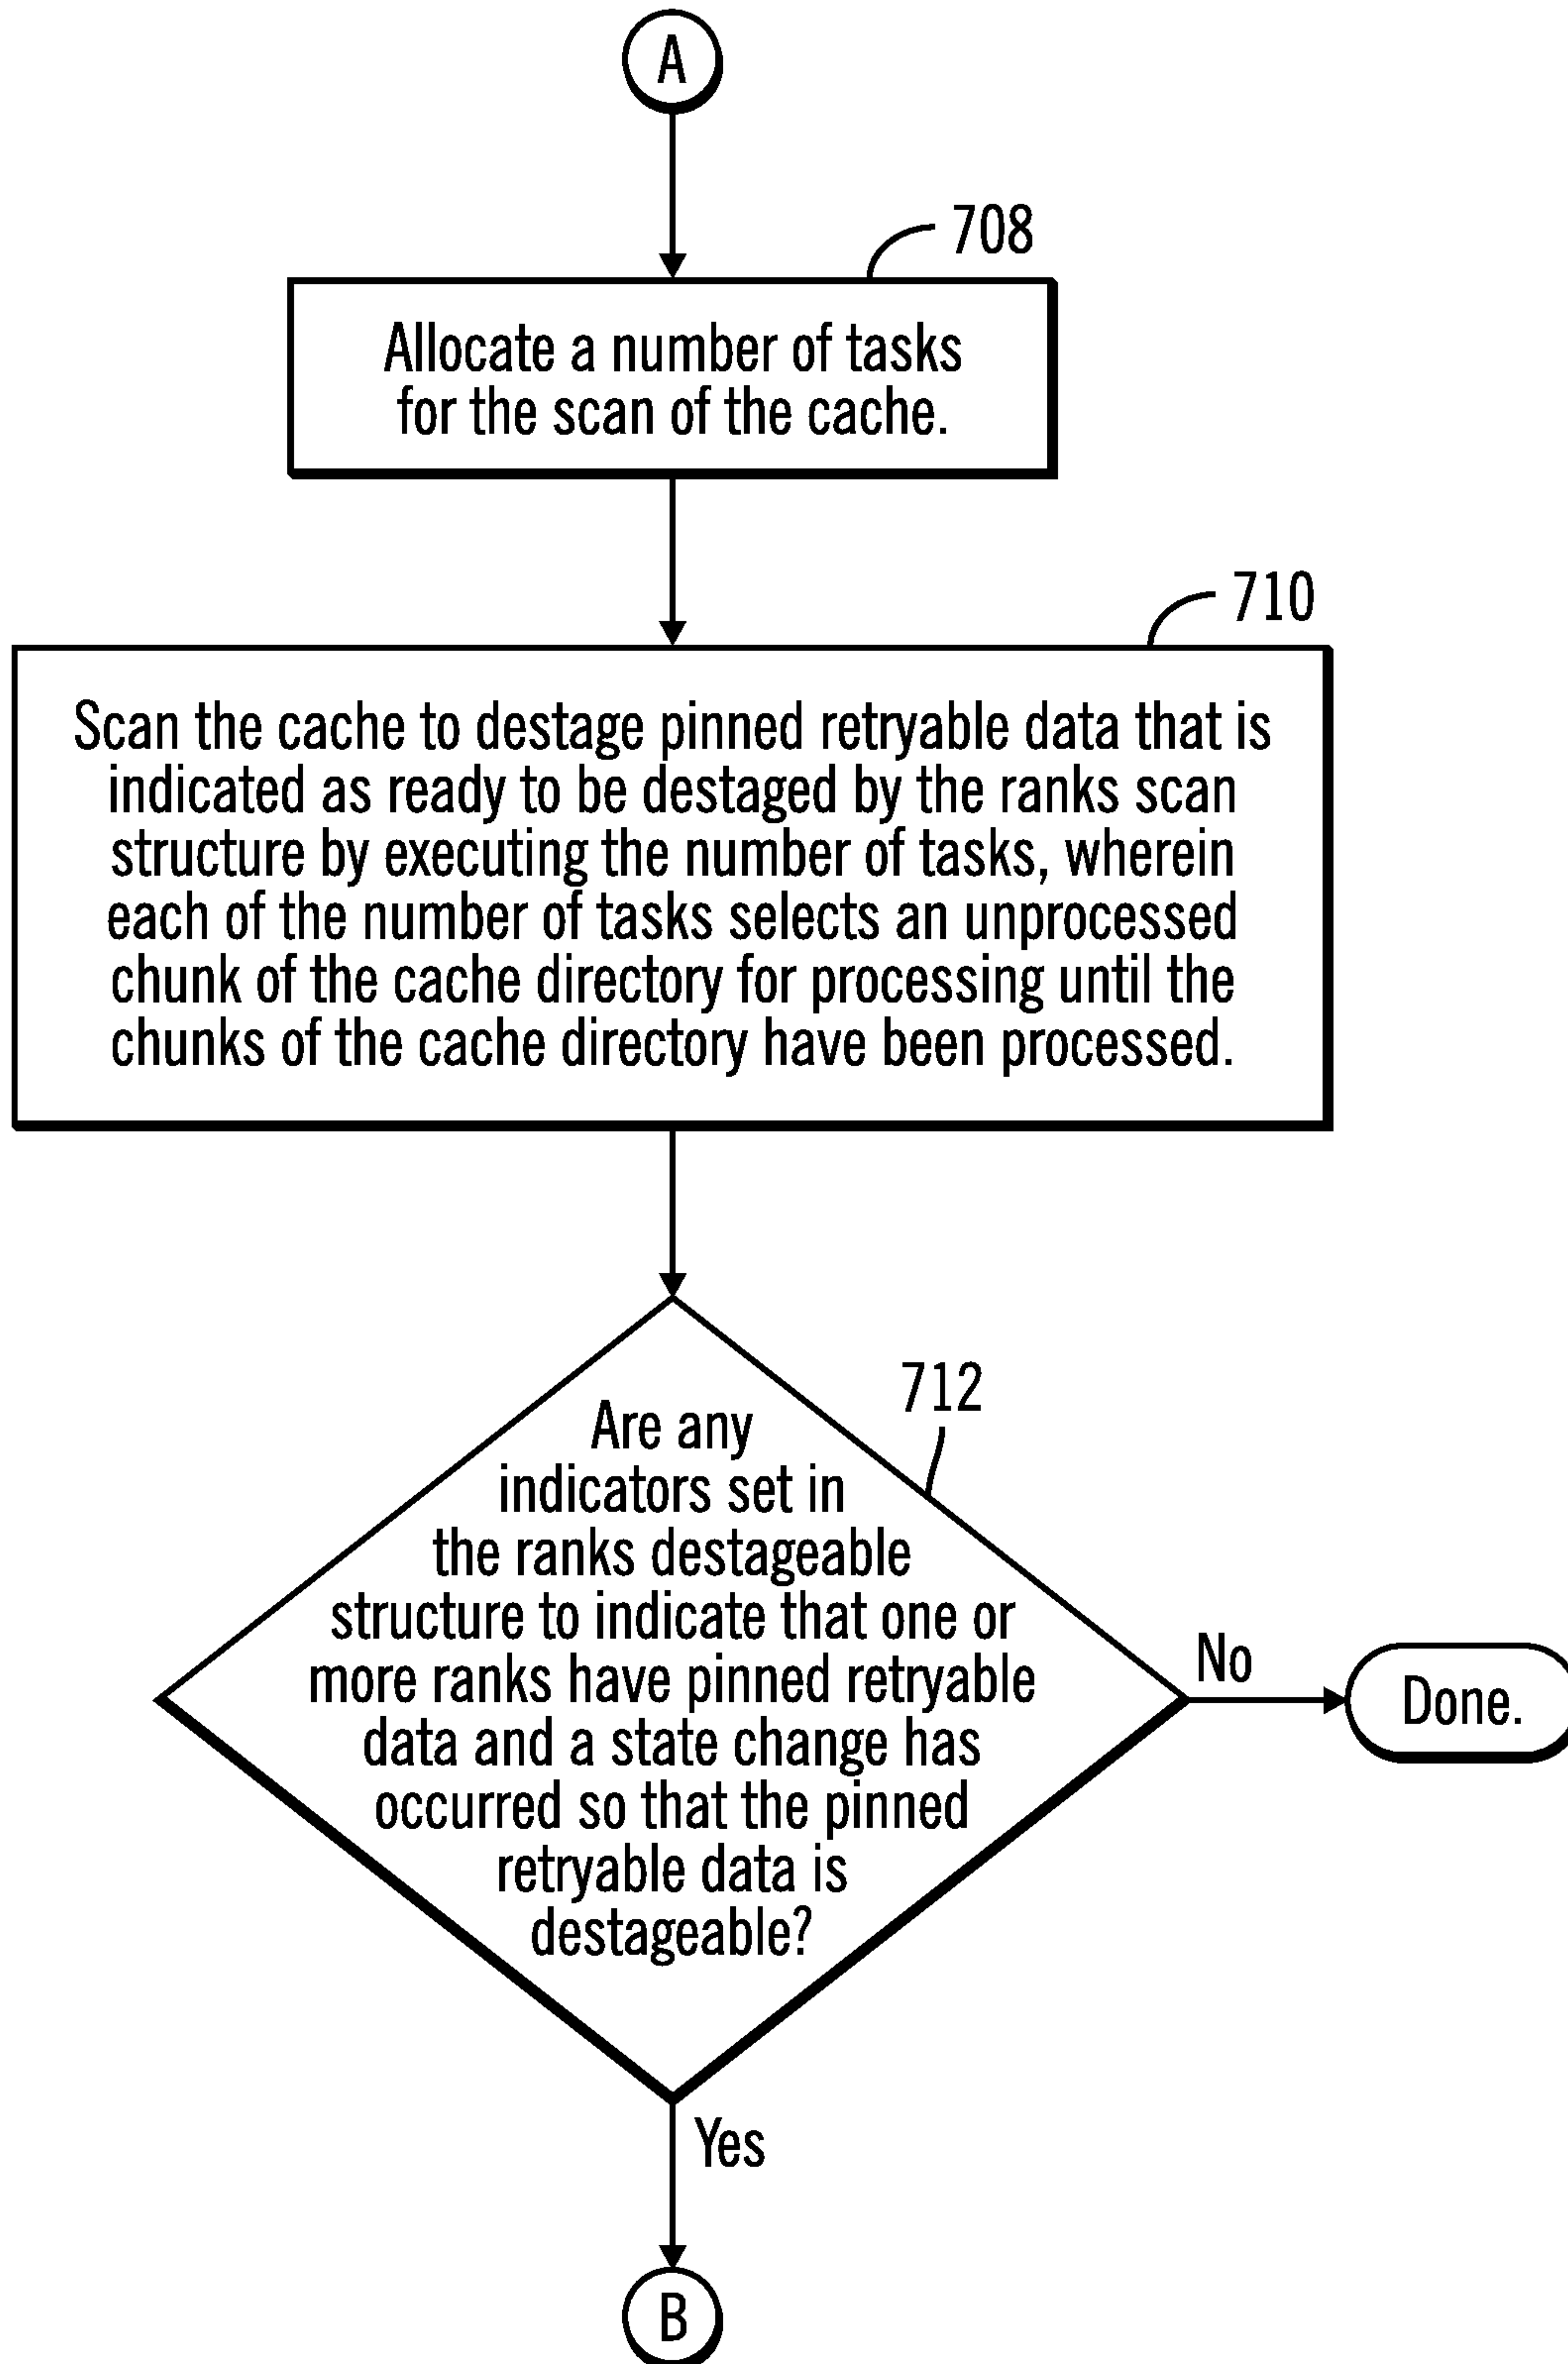 A
708
Allocate a number of tasks
for the scan of the cache.
710
Scan the cache to destage pinned retryable data that is
indicated as ready to be destaged by the ranks scan
structure by executing the number of tasks, wherein
each of the number of tasks selects an unprocessed
chunk of the cache directory for processing until the
chunks of the cache directory have been processed.
712
Are any
indicators set in
the ranks destageable
structure to indicate that one or
more ranks have pinned retryable
data and a state change has
occurred so that the pinned
retryable data is
destageable?
No
Done.
Yes
B